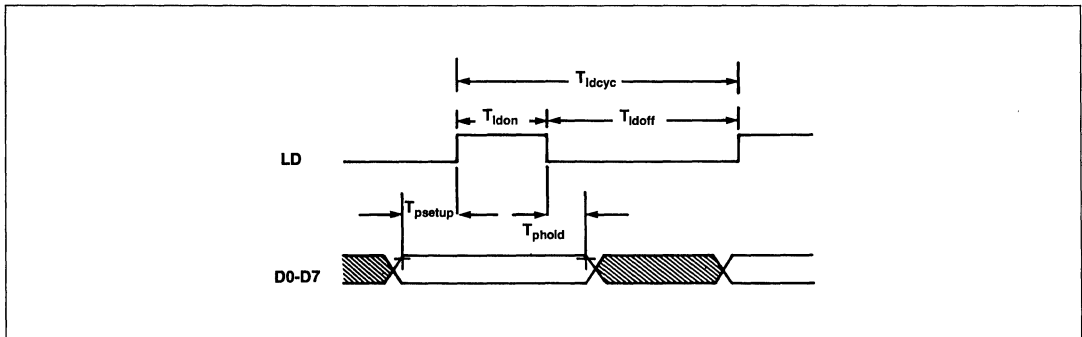 Tldcyc
Tldon
Tldoff
LD
Tpsetup
Tphold
D0-D7